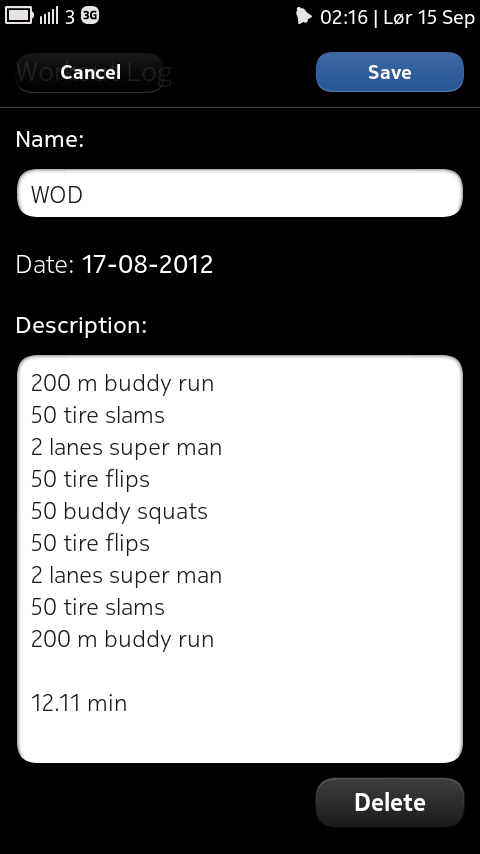 3 3G 02:16 | Lør 15 Sep
Workout Log
Cancel Save
Name:
WOD
Date: 17-08-2012
Description:
200 m buddy run
50 tire slams
2 lanes super man
50 tire flips
50 buddy squats
50 tire flips
2 lanes super man
50 tire slams
200 m buddy run
12.11 min
Delete